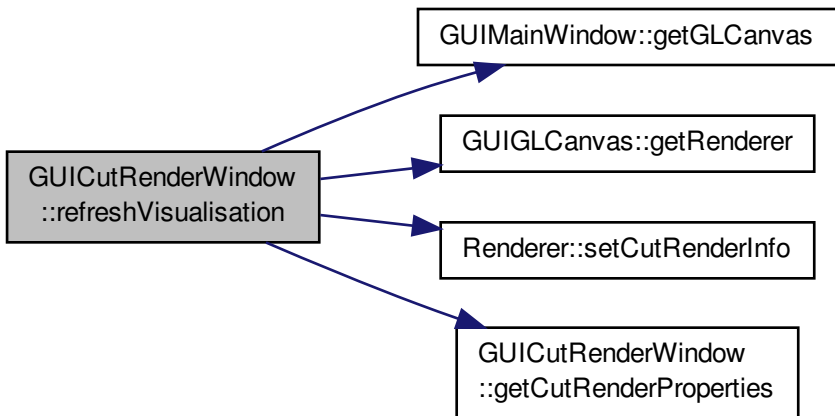 GUIMainWindow::getGLCanvas
GUIGLCanvas::getRenderer
GUICutRenderWindow
::refreshVisualisation
Renderer::setCutRenderInfo
GUICutRenderWindow
::getCutRenderProperties